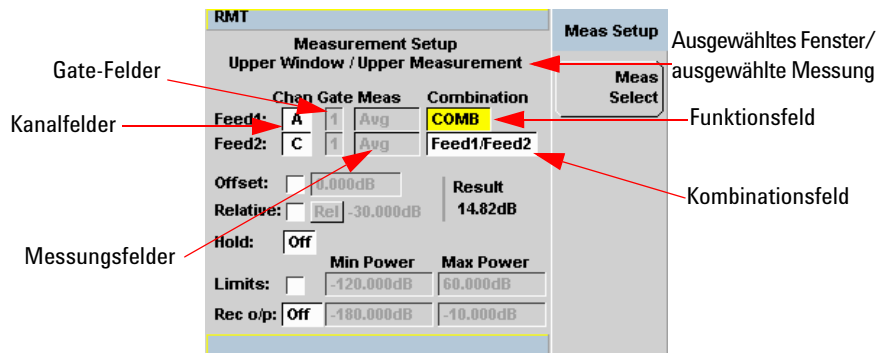 RMT
Meas Setup
Measurement Setup
Upper Window / Upper Measurement
Ausgewähltes Fenster/
ausgewählte Messung
Meas
Select
Gate-Felder
Chan Gate Meas Combination
Kanalfelder
Feed1: A 1 Avg COMB
Funktionsfeld
Feed2: C 1 Avg Feed1/Feed2
Offset: 0.000dB
Result
Kombinationsfeld
Relative: Rel -30.000dB 14.82dB
Hold: Off
Messungsfelder
Min Power Max Power
Limits: -120.000dB 60.000dB
Rec o/p: Off -180.000dB -10.000dB